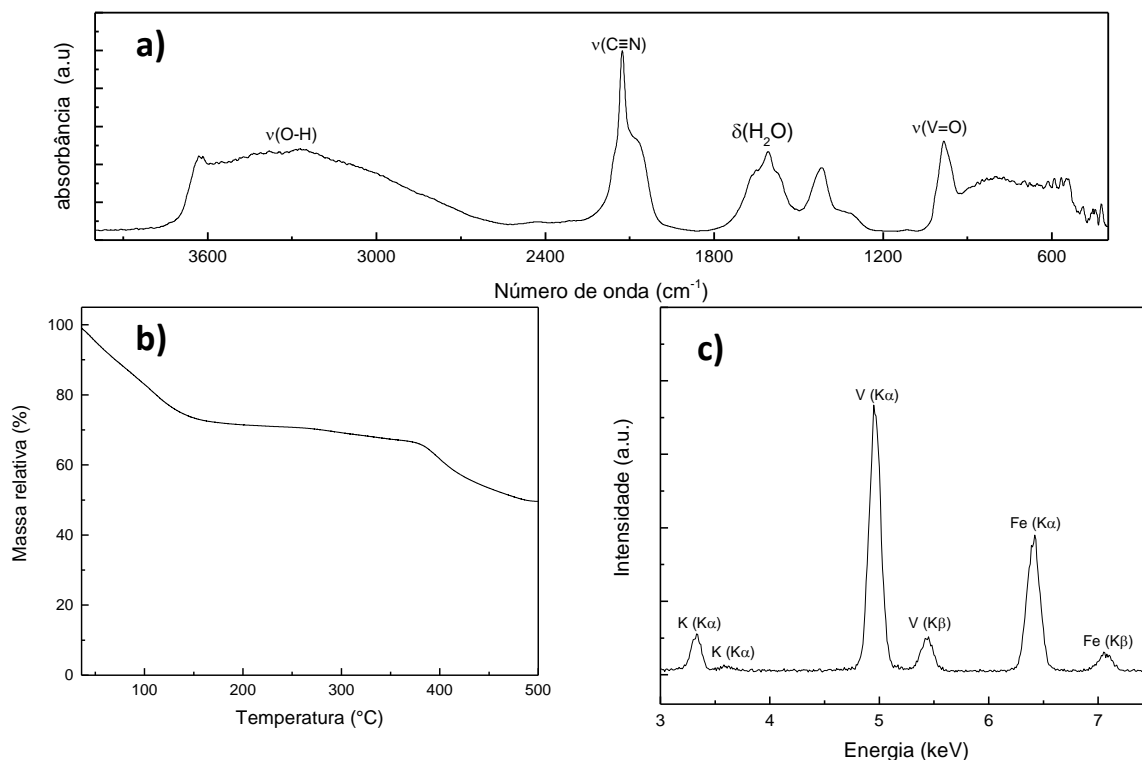 a)
absorbância (a.u)
ν(O-H)
ν(C≡N)
δ(H₂O)
ν(V=O)
3600 3000 2400 1800 1200 600
Número de onda (cm⁻¹)
b)
Massa relativa (%)
100
80
60
40
20
0
100 200 300 400 500
Temperatura (°C)
c)
Intensidade (a.u.)
K (Kα)
K (Kα)
V (Kα)
V (Kβ)
Fe (Kα)
Fe (Kβ)
3 4 5 6 7
Energia (keV)